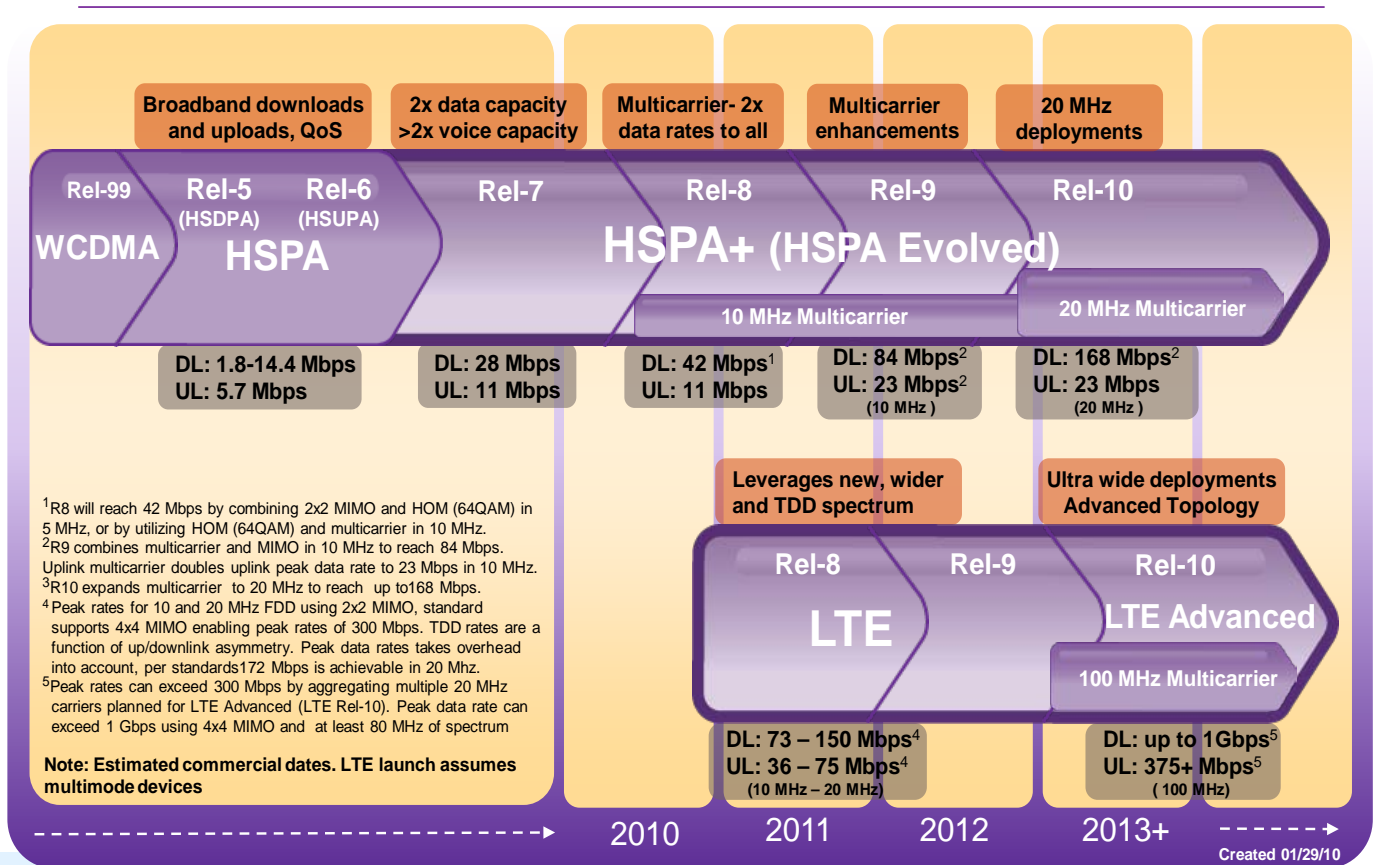 Broadband downloads
and uploads, QoS
2x data capacity
>2x voice capacity
Multicarrier- 2x
data rates to all
Multicarrier
enhancements
20 MHz
deployments
Rel-99
WCDMA
Rel-5
(HSDPA)
Rel-6
(HSUPA)
HSPA
Rel-7
Rel-8
Rel-9
Rel-10
HSPA+ (HSPA Evolved)
10 MHz Multicarrier
20 MHz Multicarrier
DL: 1.8-14.4 Mbps
UL: 5.7 Mbps
DL: 28 Mbps
UL: 11 Mbps
DL: 42 Mbps¹
UL: 11 Mbps
DL: 84 Mbps²
UL: 23 Mbps²
(10 MHz )
DL: 168 Mbps²
UL: 23 Mbps
(20 MHz )
¹R8 will reach 42 Mbps by combining 2x2 MIMO and HOM (64QAM) in
5 MHz, or by utilizing HOM (64QAM) and multicarrier in 10 MHz.
²R9 combines multicarrier and MIMO in 10 MHz to reach 84 Mbps.
Uplink multicarrier doubles uplink peak data rate to 23 Mbps in 10 MHz.
³R10 expands multicarrier to 20 MHz to reach up to168 Mbps.
⁴Peak rates for 10 and 20 MHz FDD using 2x2 MIMO, standard
supports 4x4 MIMO enabling peak rates of 300 Mbps. TDD rates are a
function of up/downlink asymmetry. Peak data rates takes overhead
into account, per standards172 Mbps is achievable in 20 Mhz.
⁵Peak rates can exceed 300 Mbps by aggregating multiple 20 MHz
carriers planned for LTE Advanced (LTE Rel-10). Peak data rate can
exceed 1 Gbps using 4x4 MIMO and at least 80 MHz of spectrum
Note: Estimated commercial dates. LTE launch assumes
multimode devices
Leverages new, wider
and TDD spectrum
Ultra wide deployments
Advanced Topology
Rel-8
LTE
Rel-9
Rel-10
LTE Advanced
100 MHz Multicarrier
DL: 73 – 150 Mbps⁴
UL: 36 – 75 Mbps⁴
(10 MHz – 20 MHz)
DL: up to 1Gbps⁵
UL: 375+ Mbps⁵
( 100 MHz)
2010
2011
2012
2013+
Created 01/29/10